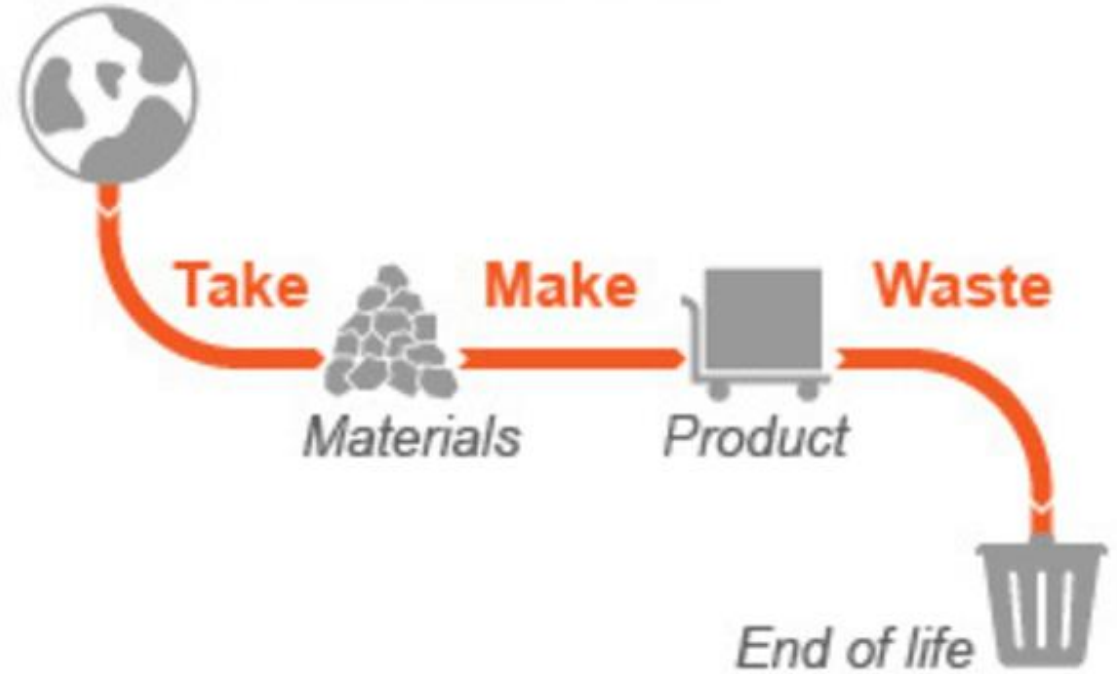 Take
Make
Waste
Materials
Product
End of life